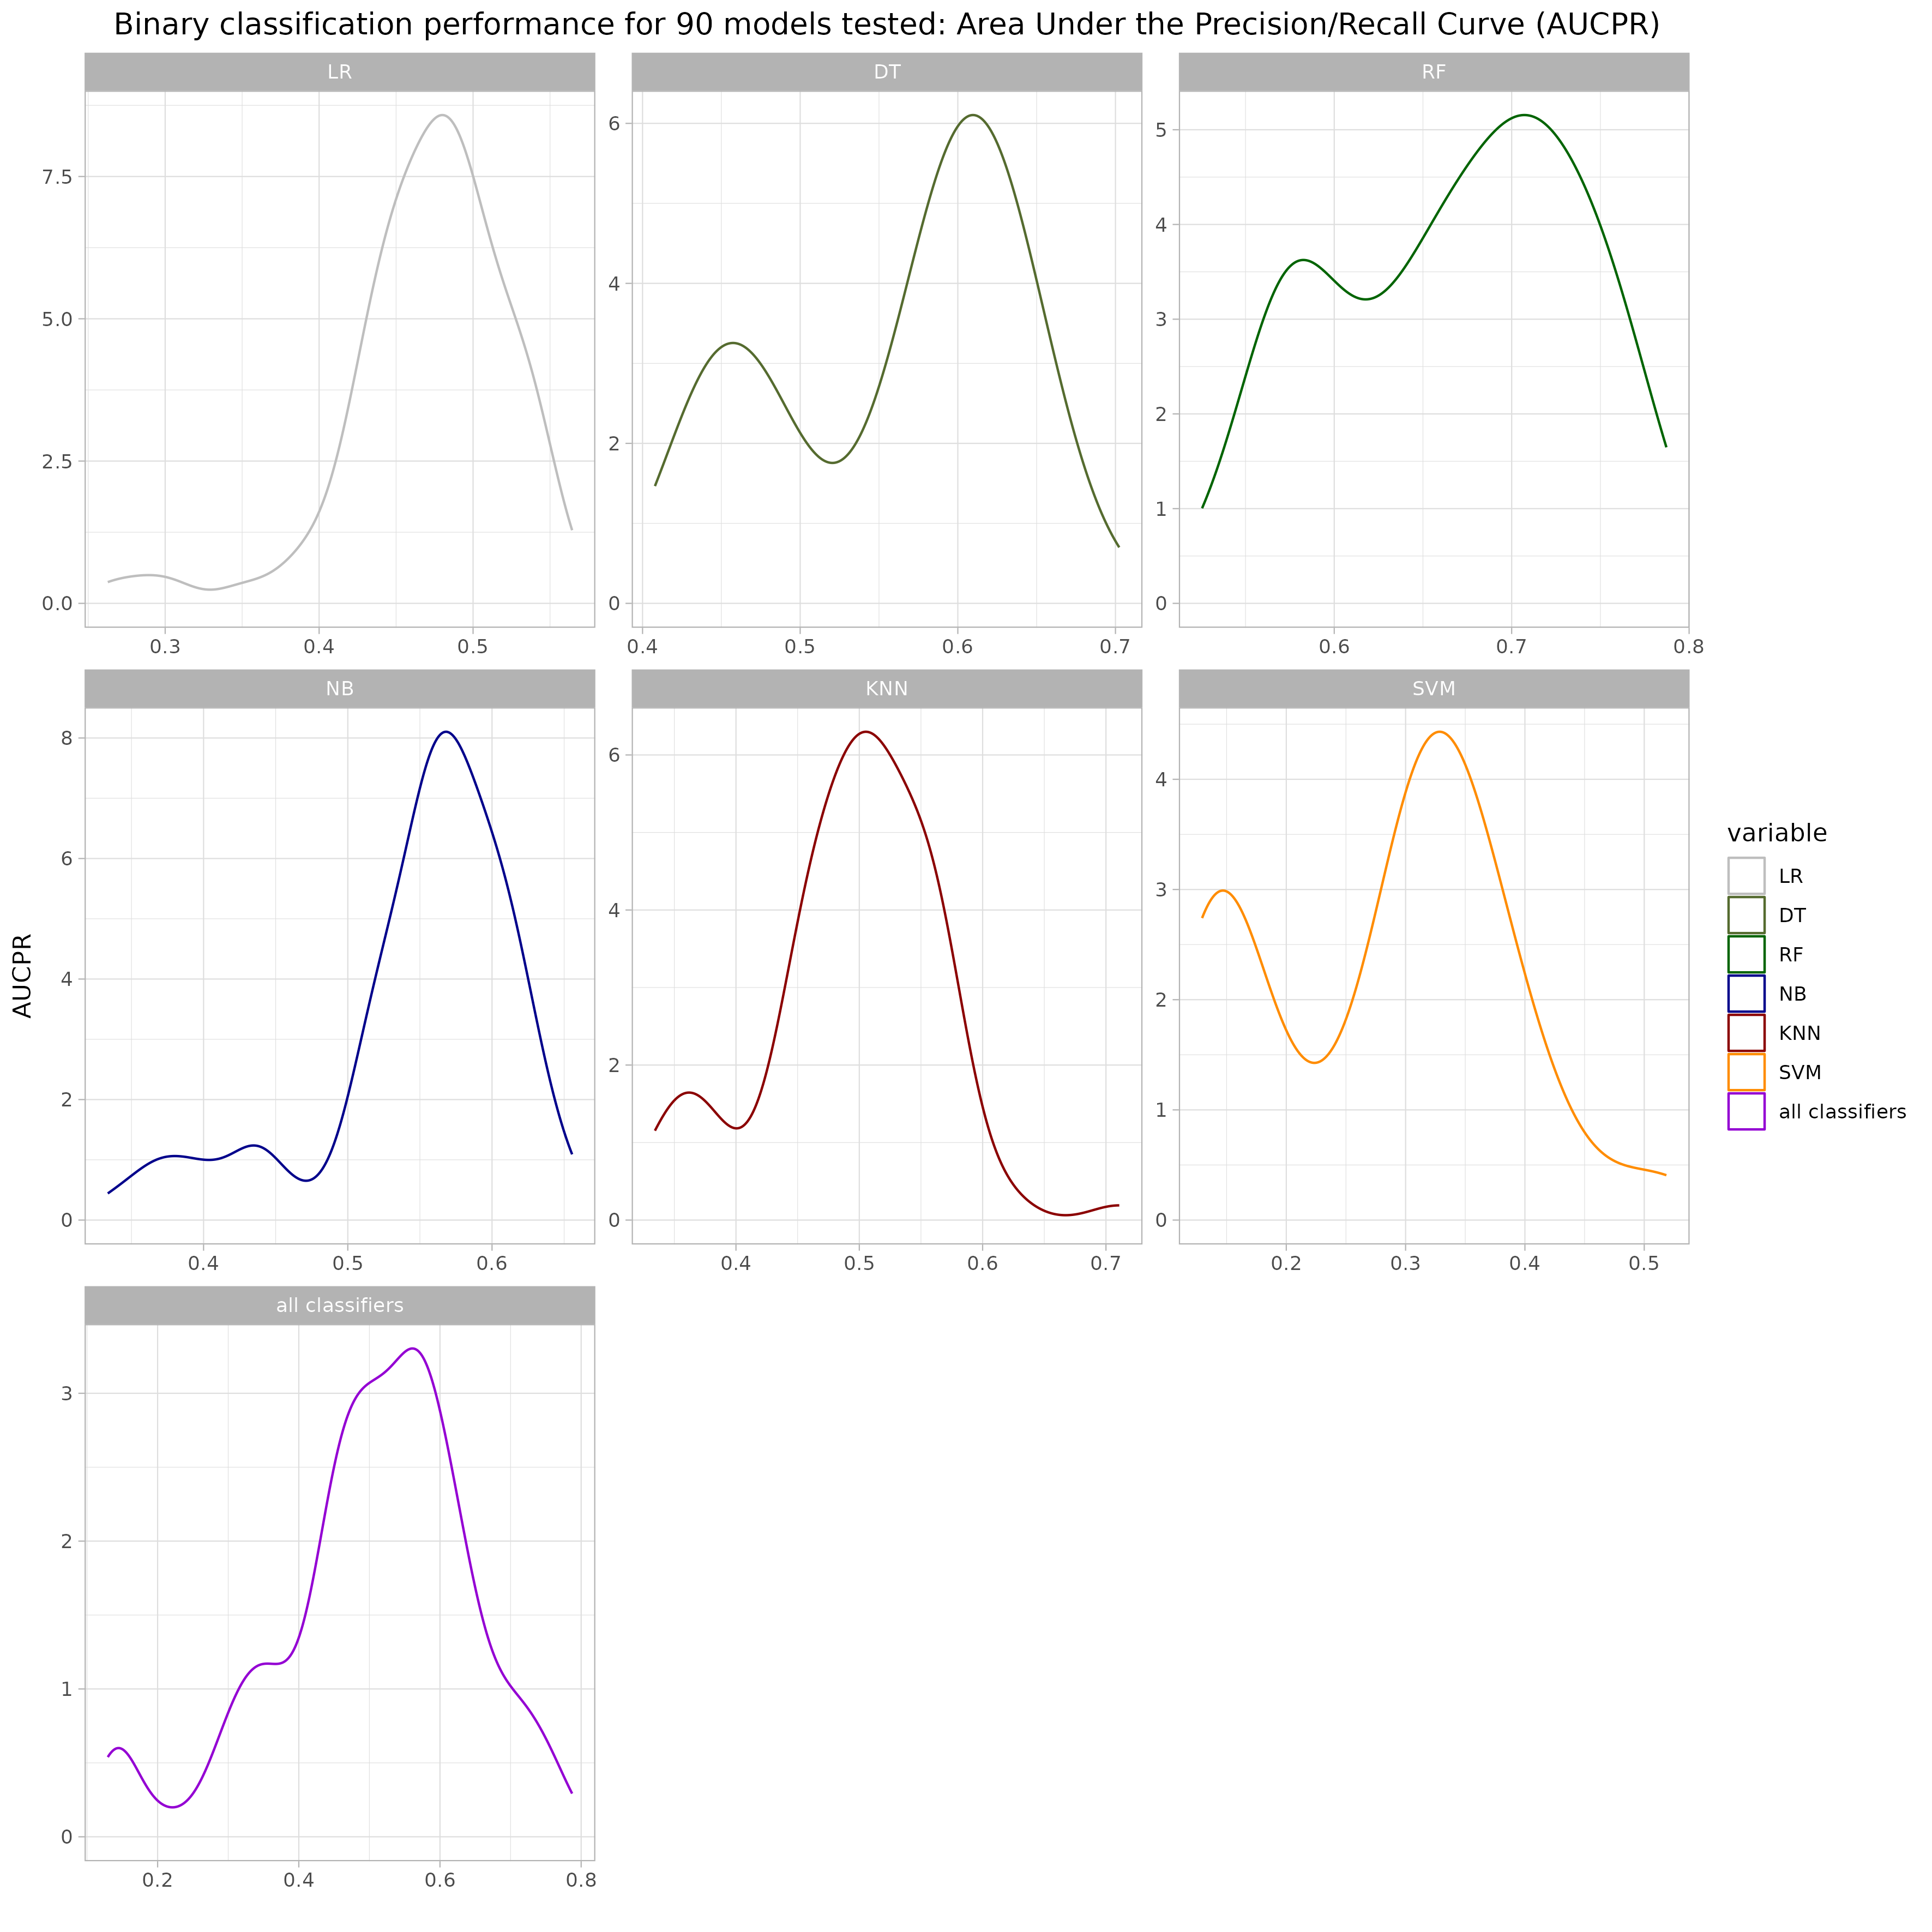 Binary classification performance for 90 models tested: Area Under the Precision/Recall Curve (AUCPR)
LR
DT
RF
7.5
5.0
2.5
0.0
0.3 0.4 0.5
6
4
2
0
0.4 0.5 0.6 0.7
5
4
3
2
1
0
0.6 0.7 0.8
NB
KNN
SVM
8
6
4
2
0
0.4 0.5 0.6
6
4
2
0
0.4 0.5 0.6 0.7
4
3
2
1
0
0.2 0.3 0.4 0.5
AUCPR
all classifiers
3
2
1
0
0.2 0.4 0.6 0.8
variable
LR
DT
RF
NB
KNN
SVM
all classifiers